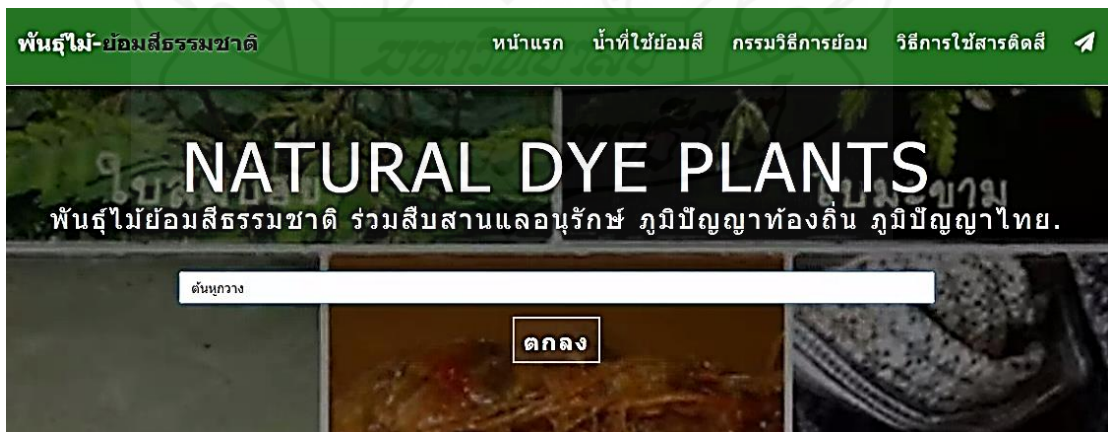 พันธุ์ไม้-ย้อมสีธรรมชาติ หน้าแรก น้ำที่ใช้ย้อมสี กรรมวิธีการย้อม วิธีการใช้สารติดสี
NATURAL DYE PLANTS
พันธุ์ไม้ย้อมสีธรรมชาติ ร่วมสืบสานแลอนุรักษ์ ภูมิปัญญาท้องถิ่น ภูมิปัญญาไทย.
ต้นหูกวาง
ตกลง